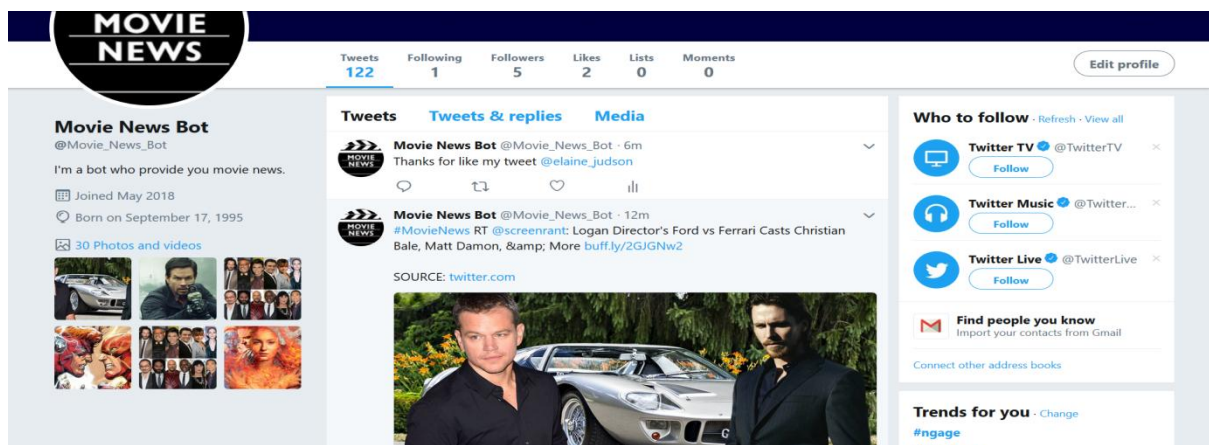 MOVIE
NEWS
Tweets Following Followers Likes Lists Moments
122 1 5 2 0 0
Edit profile
Movie News Bot
@Movie_News_Bot
I'm a bot who provide you movie news.
Joined May 2018
Born on September 17, 1995
30 Photos and videos
Tweets Tweets & replies Media
MOVIE
NEWS
Movie News Bot @Movie_News_Bot · 6m
Thanks for like my tweet @elaine_judson
MOVIE
NEWS
Movie News Bot @Movie_News_Bot · 12m
#MovieNews RT @screenrant: Logan Director's Ford vs Ferrari Casts Christian
Bale, Matt Damon, &amp; More buff.ly/2GJGNw2
SOURCE: twitter.com
Who to follow · Refresh · View all
Twitter TV @TwitterTV ×
Follow
Twitter Music @Twitter... ×
Follow
Twitter Live @TwitterLive ×
Follow
Find people you know
Import your contacts from Gmail
Connect other address books
Trends for you · Change
#ngage